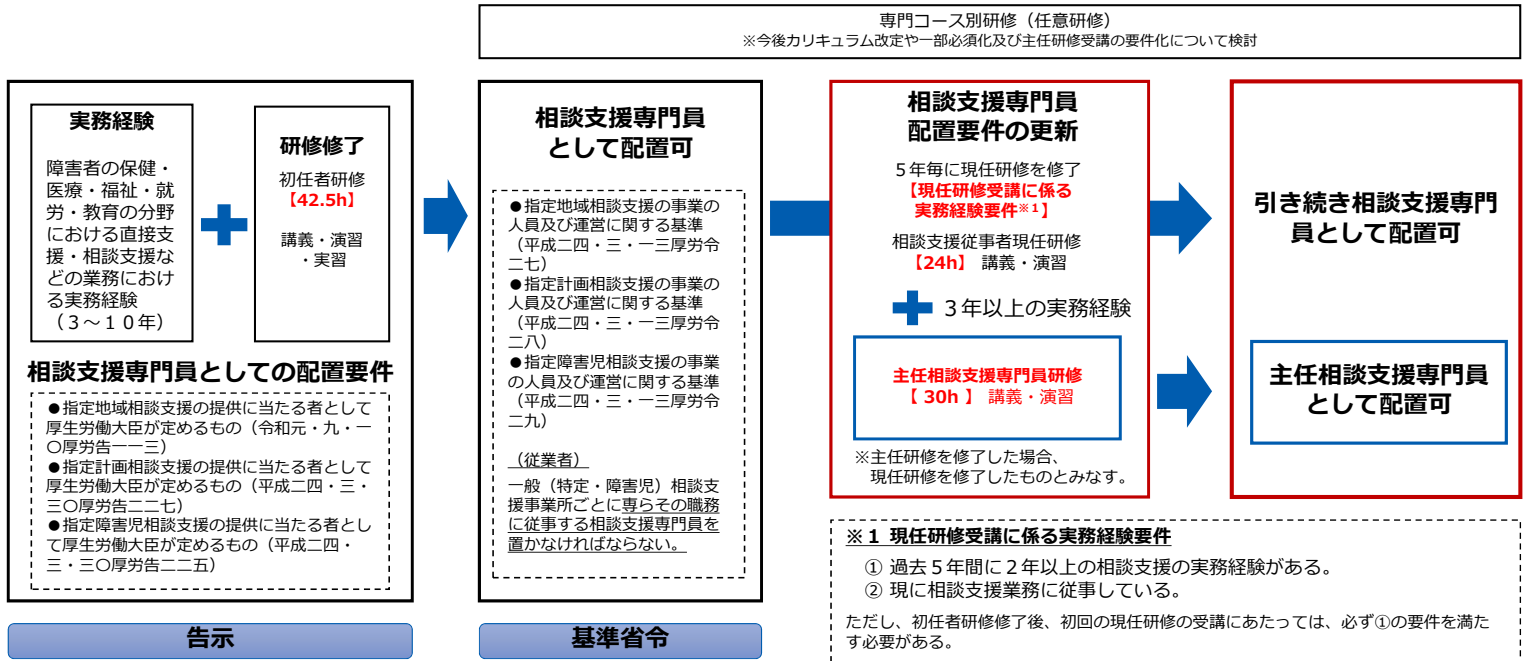 専門コース別研修（任意研修）
※今後カリキュラム改定や一部必須化及び主任研修受講の要件化について検討
実務経験
障害者の保健・
医療・福祉・就
労・教育の分野
における直接支
援・相談支援な
どの業務におけ
る実務経験
（３～１０年）
研修修了
初任者研修
【42.5h】
講義・演習
・実習
相談支援専門員としての配置要件
●指定地域相談支援の提供に当たる者として
厚生労働大臣が定めるもの（令和元・九・一
〇厚労告一一三）
●指定計画相談支援の提供に当たる者として
厚生労働大臣が定めるもの（平成二四・三・
三〇厚労告二二七）
●指定障害児相談支援の提供に当たる者とし
て厚生労働大臣が定めるもの（平成二四・
三・三〇厚労告二二五）
告示
相談支援専門員
として配置可
●指定地域相談支援の事業の
人員及び運営に関する基準
（平成二四・三・一三厚労令
二七）
●指定計画相談支援の事業の
人員及び運営に関する基準
（平成二四・三・一三厚労令
二八）
●指定障害児相談支援の事業
の人員及び運営に関する基準
（平成二四・三・一三厚労令
二九）
（従業者）
一般（特定・障害児）相談支
援事業所ごとに専らその職務
に従事する相談支援専門員を
置かなければならない。
基準省令
相談支援専門員
配置要件の更新
５年毎に現任研修を修了
【現任研修受講に係る
実務経験要件※1】
相談支援従事者現任研修
【24h】 講義・演習
３年以上の実務経験
主任相談支援専門員研修
【 30h 】 講義・演習
※主任研修を修了した場合、
現任研修を修了したものとみなす。
引き続き相談支援専門
員として配置可
主任相談支援専門員
として配置可
※１ 現任研修受講に係る実務経験要件
① 過去５年間に２年以上の相談支援の実務経験がある。
② 現に相談支援業務に従事している。
ただし、初任者研修修了後、初回の現任研修の受講にあたっては、必ず①の要件を満た
す必要がある。